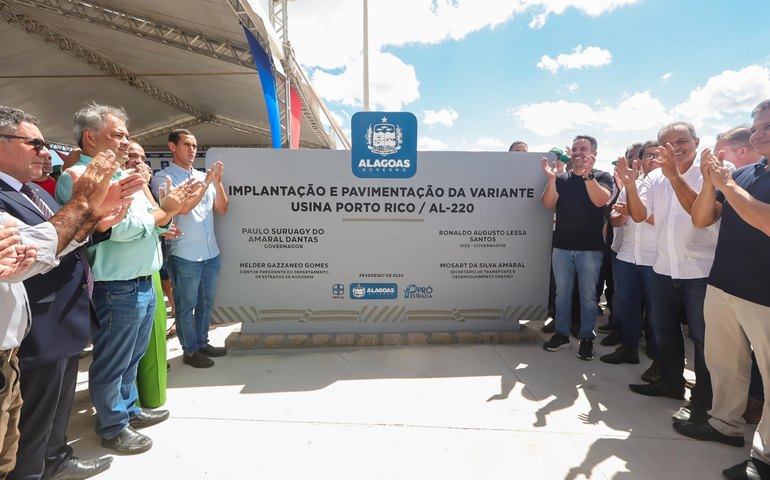 ALAGOAS
GOVERNO
IMPLANTAÇÃO E PAVIMENTAÇÃO DA VARIANTE
USINA PORTO RICO / AL-220
PAULO SURUAGY DO
AMARAL DANTAS
GOVERNADOR
RONALDO AUGUSTO LESSA
SANTOS
VICE - GOVERNADOR
HELDER GAZZANEO GOMES
DIRETOR PRESIDENTE DO DEPARTAMENTO
DE ESTRADAS DE RODAGEM
FEVEREIRO DE 2024
MOSART DA SILVA AMARAL
SECRETARIO DE TRANSPORTE E
DESENVOLVIMENTO URBANO
ALAGOAS
PRÓ
ESTRADA